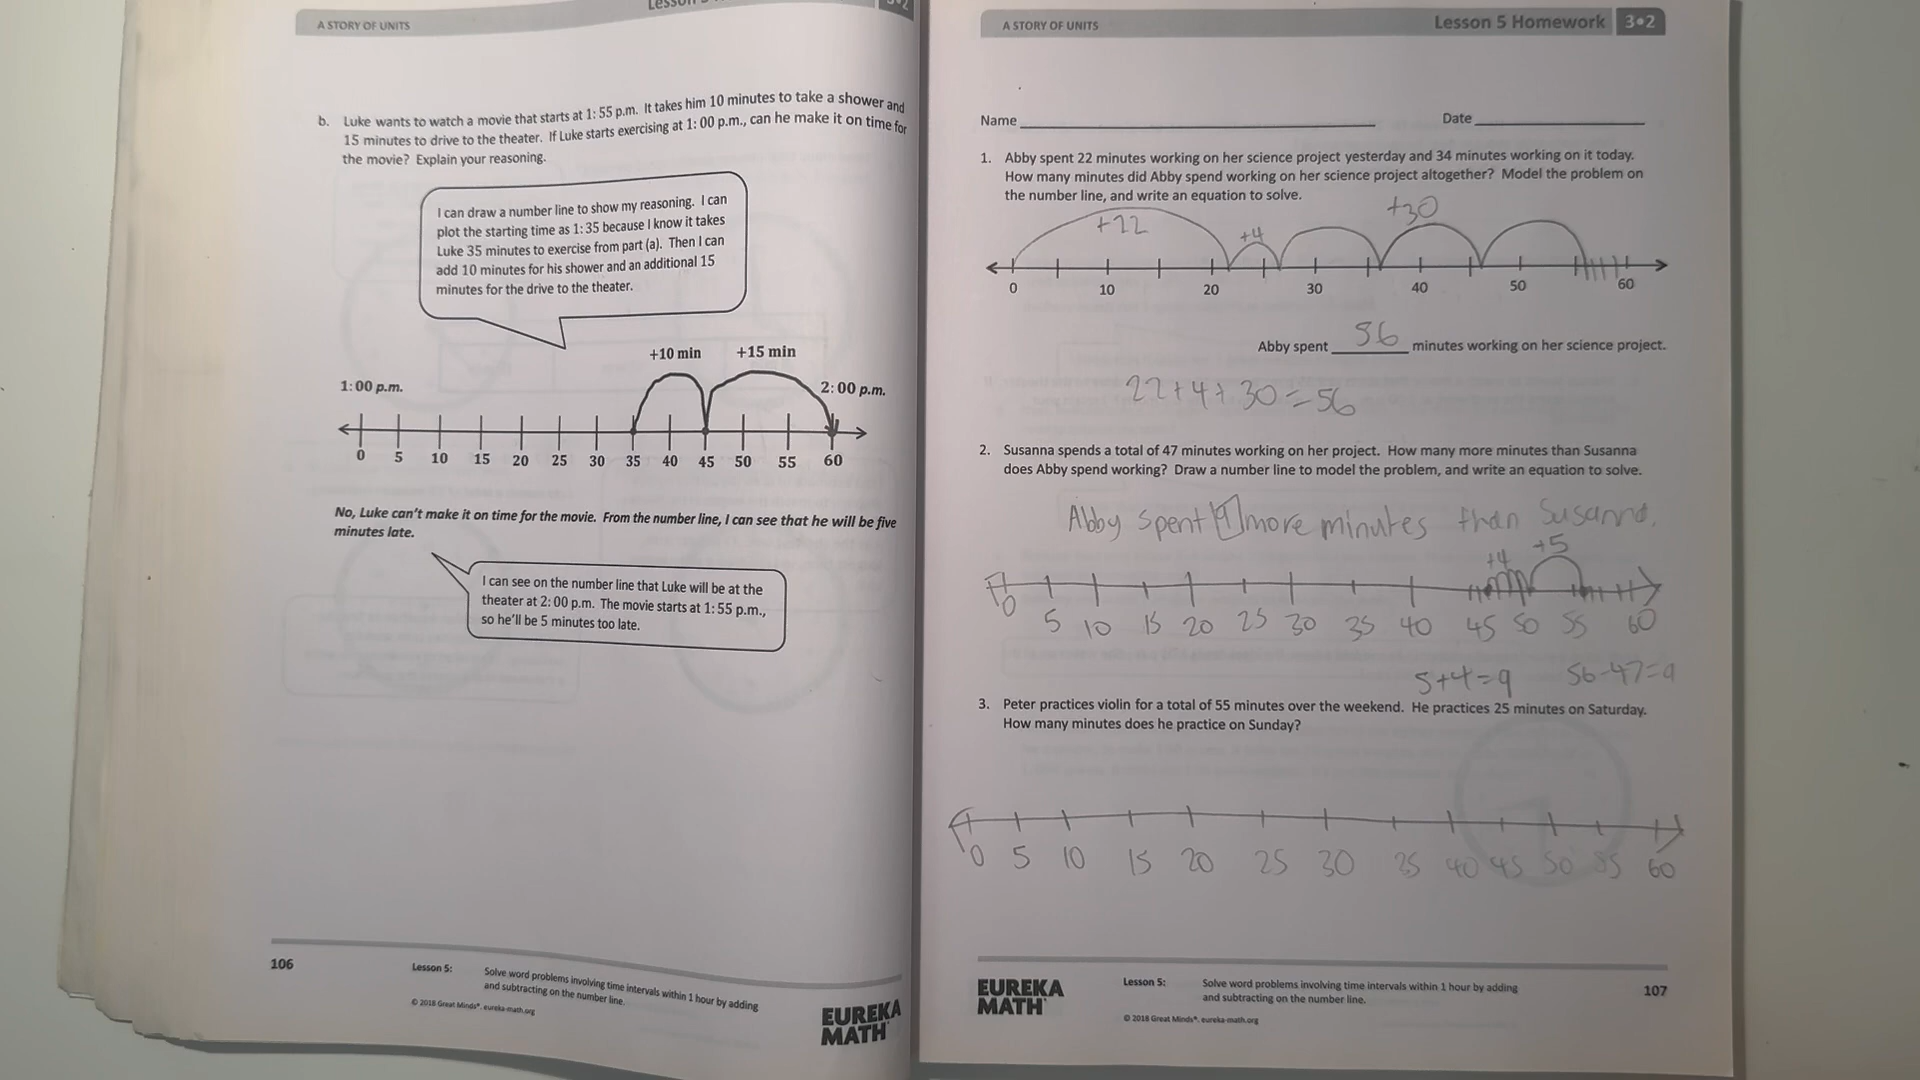 A STORY OF UNITS
Lesson
b. Luke wants to watch a movie that starts at 1:55 p.m. It takes him 10 minutes to take a shower and
15 minutes to drive to the theater. If Luke starts exercising at 1:00 p.m., can he make it on time for
the movie? Explain your reasoning.
I can draw a number line to show my reasoning. I can
plot the starting time as 1:35 because I know it takes
Luke 35 minutes to exercise from part (a). Then I can
add 10 minutes for his shower and an additional 15
minutes for the drive to the theater.
+10 min +15 min
1:00 p.m. 2:00 p.m.
0 5 10 15 20 25 30 35 40 45 50 55 60
No, Luke can't make it on time for the movie. From the number line, I can see that he will be five
minutes late.
I can see on the number line that Luke will be at the
theater at 2:00 p.m. The movie starts at 1:55 p.m.,
so he'll be 5 minutes too late.
106
Lesson 5: Solve word problems involving time intervals within 1 hour by adding
and subtracting on the number line.
© 2018 Great Minds®. eureka-math.org
EUREKA
MATH
A STORY OF UNITS
Lesson 5 Homework 3•2
Name Date
1. Abby spent 22 minutes working on her science project yesterday and 34 minutes working on it today.
How many minutes did Abby spend working on her science project altogether? Model the problem on
the number line, and write an equation to solve.
+22 +4 +30
0 10 20 30 40 50 60
Abby spent 56 minutes working on her science project.
22+4+30=56
2. Susanna spends a total of 47 minutes working on her project. How many more minutes than Susanna
does Abby spend working? Draw a number line to model the problem, and write an equation to solve.
Abby spent 9 more minutes than Susanna.
+4 +5
0 5 10 15 20 25 30 35 40 45 50 55 60
5+4=9 56-47=9
3. Peter practices violin for a total of 55 minutes over the weekend. He practices 25 minutes on Saturday.
How many minutes does he practice on Sunday?
0 5 10 15 20 25 30 35 40 45 50 55 60
EUREKA
MATH
Lesson 5: Solve word problems involving time intervals within 1 hour by adding
and subtracting on the number line.
© 2018 Great Minds®. eureka-math.org
107